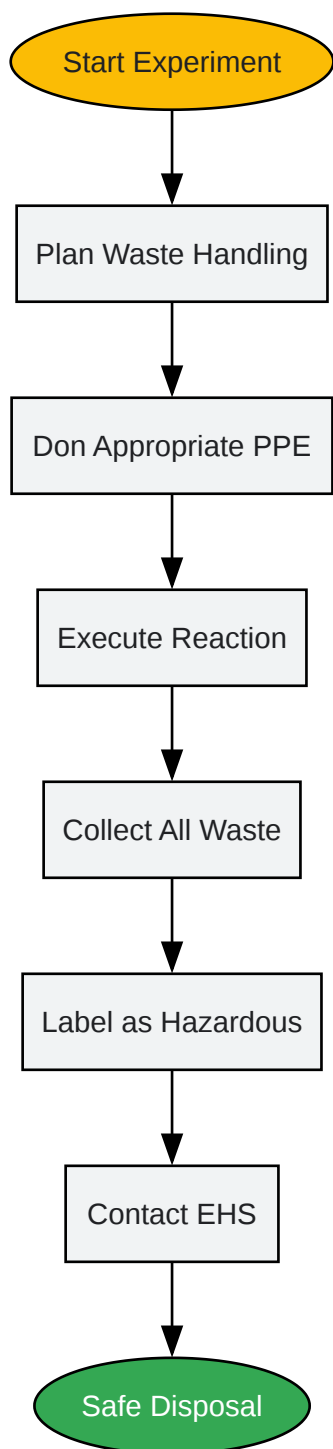 Start Experiment
Plan Waste Handling
Don Appropriate PPE
Execute Reaction
Collect All Waste
Label as Hazardous
Contact EHS
Safe Disposal